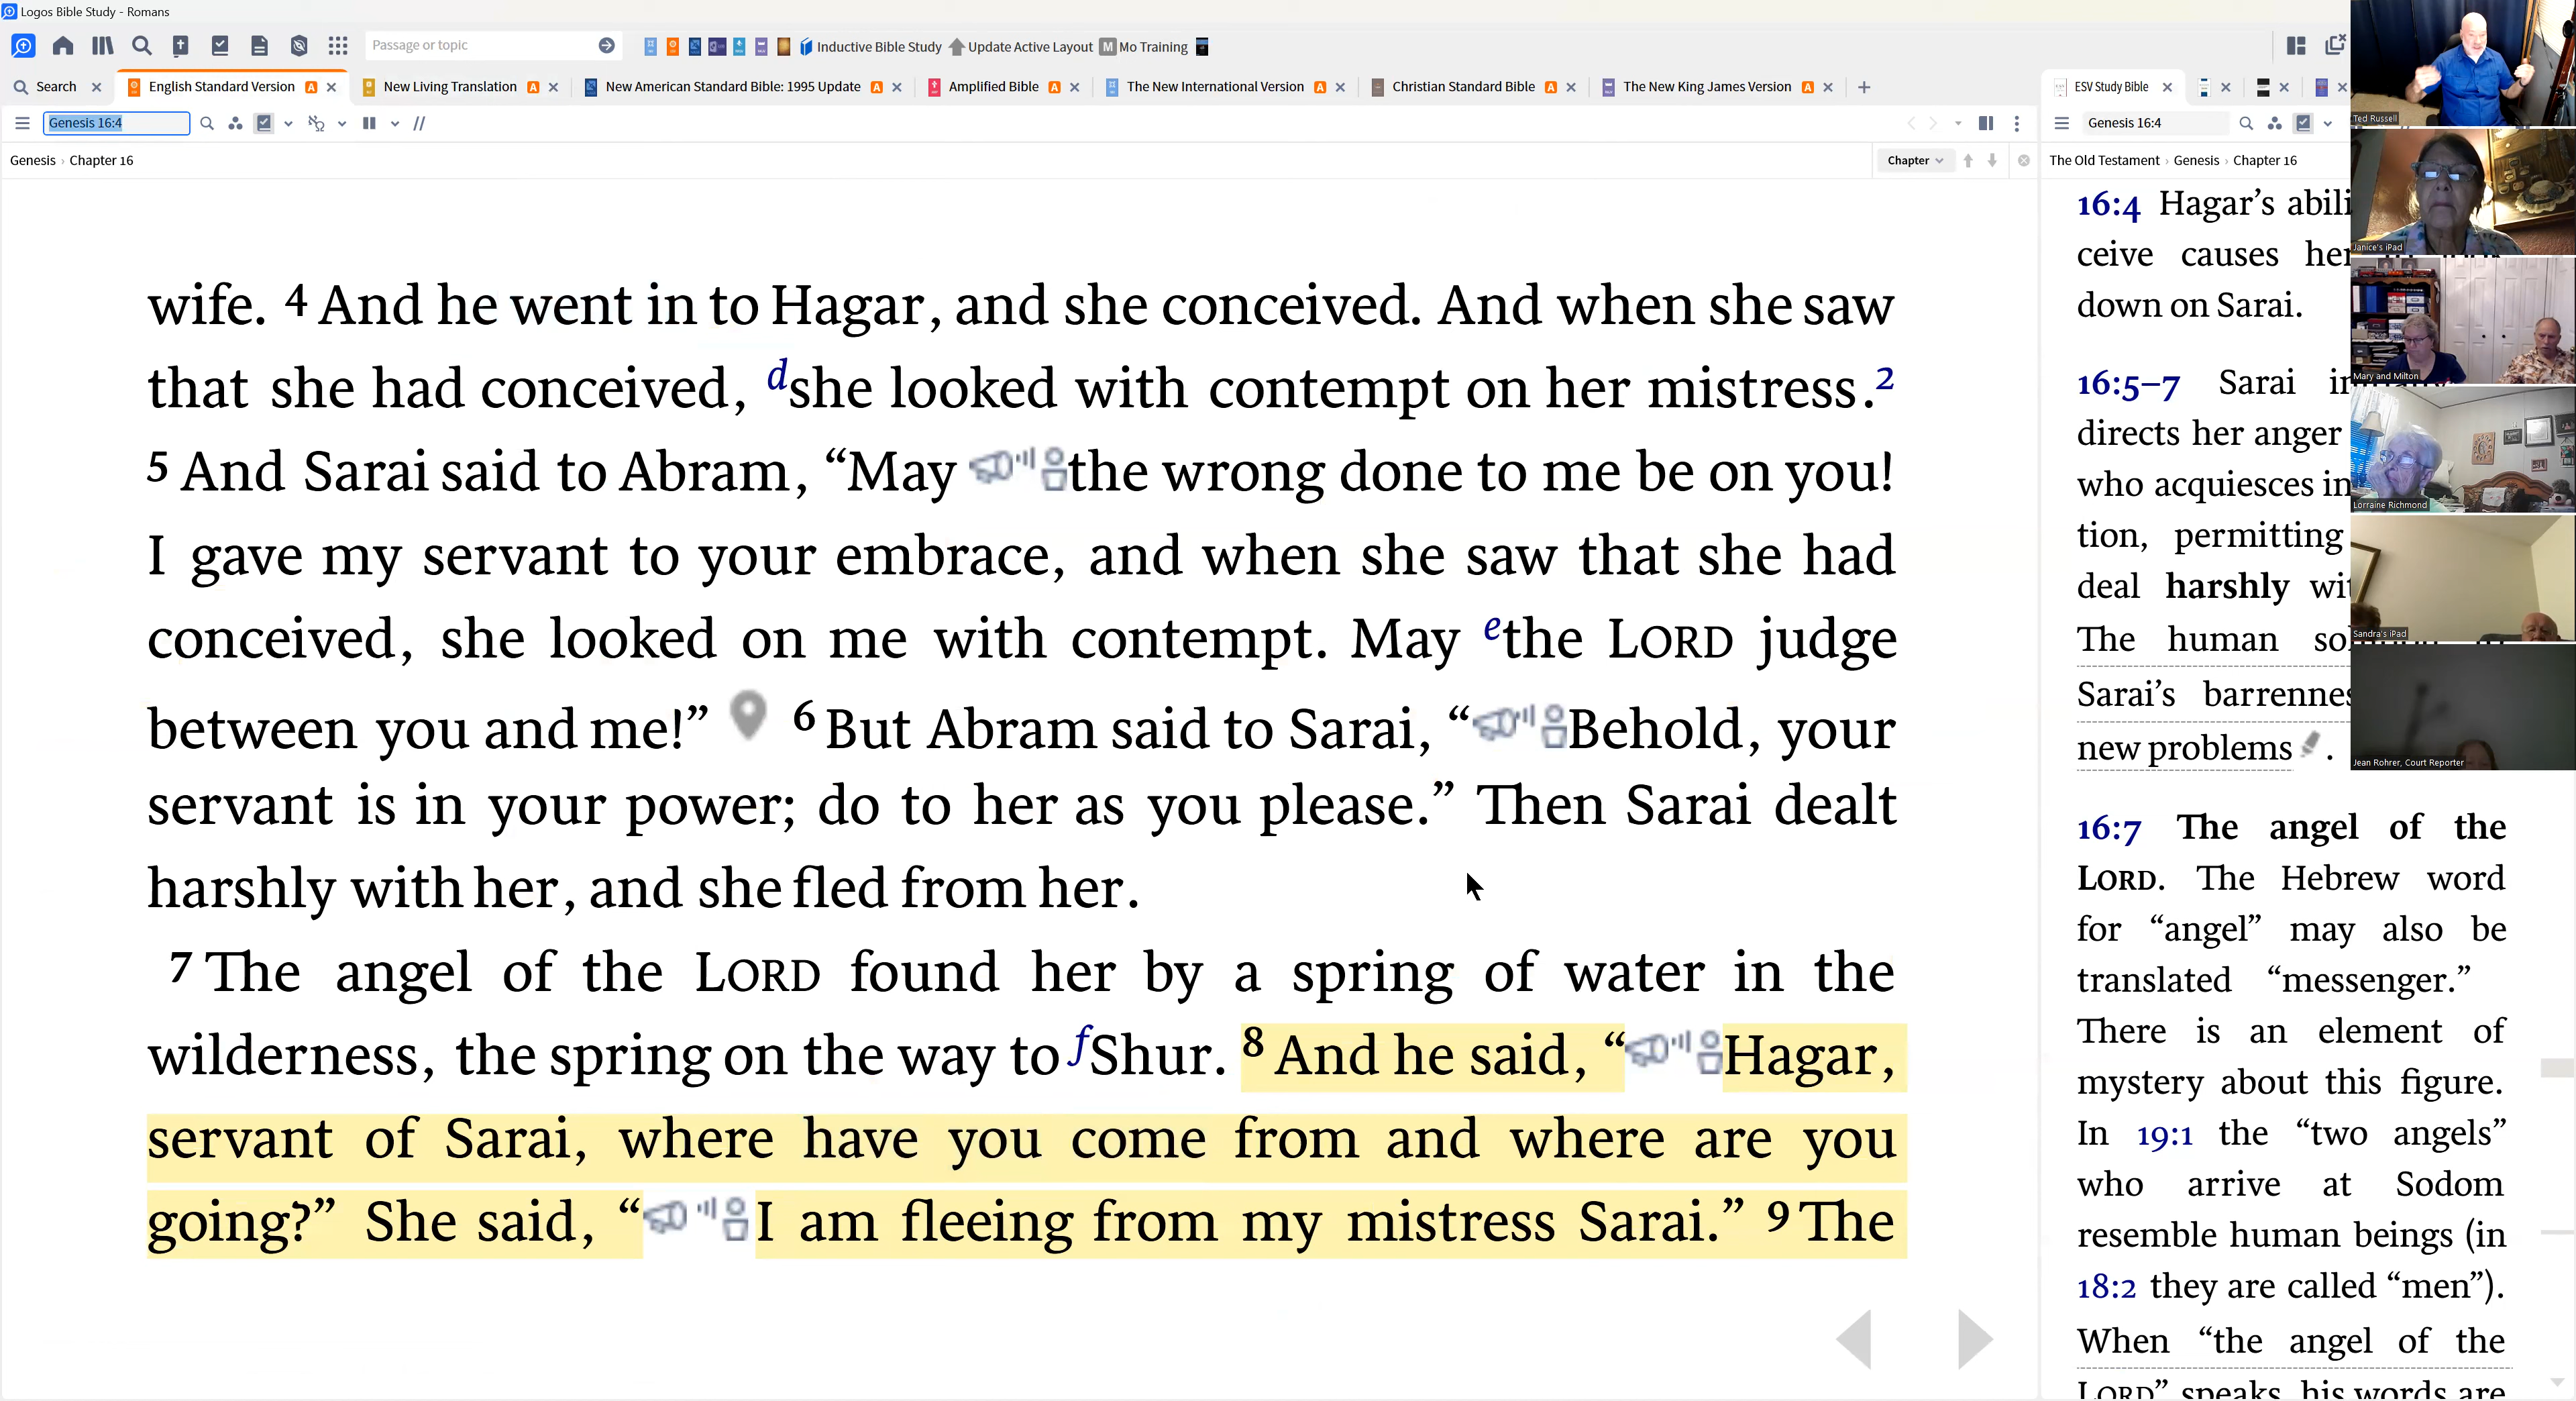 Logos Bible Study - Romans
Passage or topic
Inductive Bible Study Update Active Layout M Mo Training
Search
English Standard Version A
New Living Translation A
New American Standard Bible: 1995 Update A
Amplified Bible A
The New International Version A
Christian Standard Bible A
The New King James Version A
ESV Study Bible
Genesis 16:4
Genesis › Chapter 16
Chapter
wife. 4 And he went in to Hagar, and she conceived. And when she saw
that she had conceived, d she looked with contempt on her mistress.2
5 And Sarai said to Abram, “May the wrong done to me be on you!
I gave my servant to your embrace, and when she saw that she had
conceived, she looked on me with contempt. May e the LORD judge
between you and me!” 6 But Abram said to Sarai, “Behold, your
servant is in your power; do to her as you please.” Then Sarai dealt
harshly with her, and she fled from her.
7 The angel of the LORD found her by a spring of water in the
wilderness, the spring on the way to f Shur. 8 And he said, “Hagar,
servant of Sarai, where have you come from and where are you
going?” She said, “I am fleeing from my mistress Sarai.” 9 The
Genesis 16:4
The Old Testament › Genesis › Chapter 16
16:4 Hagar’s abili
ceive causes her
down on Sarai.
16:5–7 Sarai
directs her anger
who acquiesces in
tion, permitting
deal harshly wi
The human so
Sarai’s barrennes
new problems .
16:7 The angel of the
LORD. The Hebrew word
for “angel” may also be
translated “messenger.”
There is an element of
mystery about this figure.
In 19:1 the “two angels”
who arrive at Sodom
resemble human beings (in
18:2 they are called “men”).
When “the angel of the
LORD” speaks, his words are
Ted Russell
Janice's iPad
Mary and Milton
Lorraine Richmond
Sandra's iPad
Jean Rohrer, Court Reporter